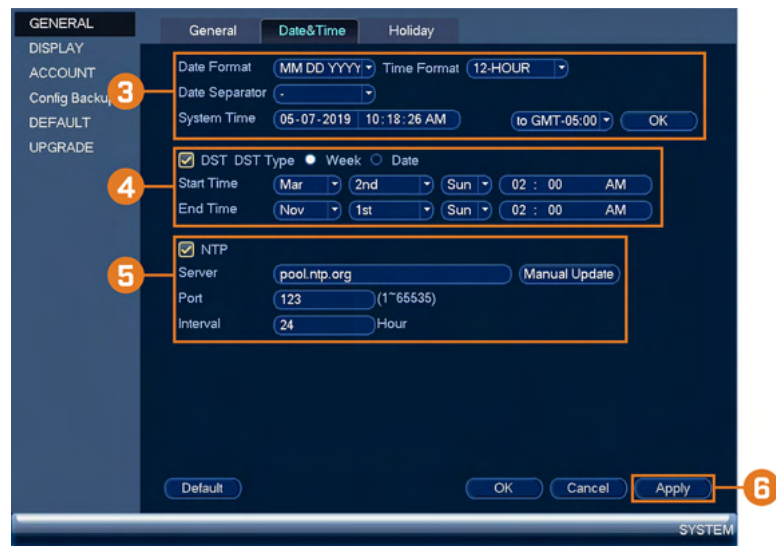 GENERAL
DISPLAY
ACCOUNT
Config Backup
DEFAULT
UPGRADE
General Date&Time Holiday
3
Date Format MM DD YYYY Time Format 12-HOUR
Date Separator -
System Time 05-07-2019 10:18:26 AM to GMT-05:00 OK
4
DST DST Type Week Date
Start Time Mar 2nd Sun 02 : 00 AM
End Time Nov 1st Sun 02 : 00 AM
5
NTP
Server pool.ntp.org Manual Update
Port 123 (1~65535)
Interval 24 Hour
Default OK Cancel Apply 6
SYSTEM